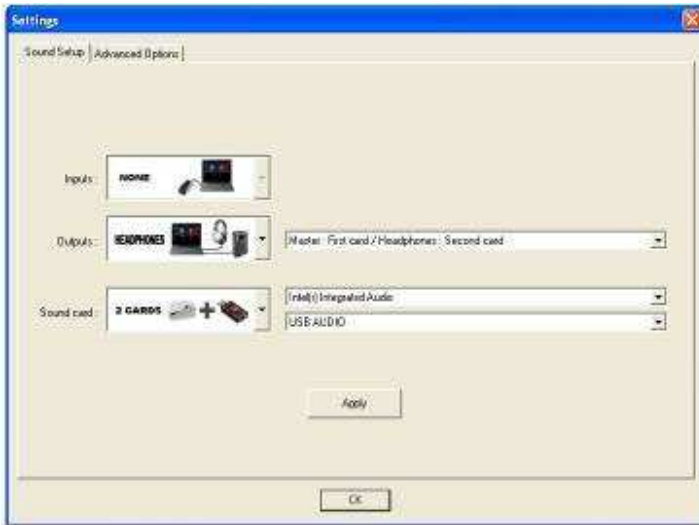 Settings
Sound Setup
Advanced Options
Inputs :
NONE
Outputs :
HEADPHONES
Master : First card / Headphones : Second card
Sound card :
2 CARDS
Intel(r) Integrated Audio
USB AUDIO
Apply
OK